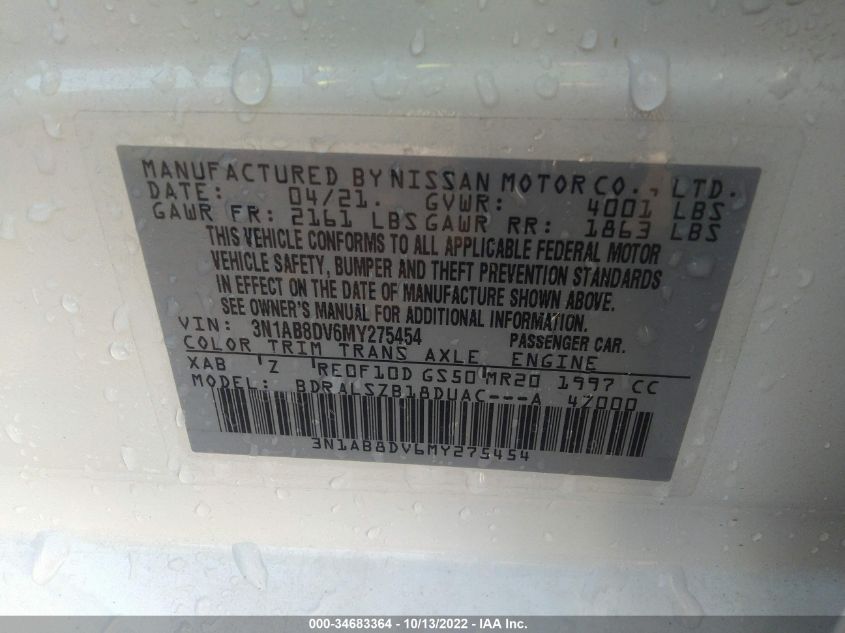 MANUFACTURED BY NISSAN MOTOR CO., LTD.
DATE: 04/21. GVWR: 4001 LBS
GAWR FR: 2161 LBS GAWR RR: 1863 LBS
THIS VEHICLE CONFORMS TO ALL APPLICABLE FEDERAL MOTOR
VEHICLE SAFETY, BUMPER AND THEFT PREVENTION STANDARDS
IN EFFECT ON THE DATE OF MANUFACTURE SHOWN ABOVE.
SEE OWNER'S MANUAL FOR ADDITIONAL INFORMATION.
VIN: 3N1AB8DV6MY275454 PASSENGER CAR.
COLOR TRIM TRANS AXLE ENGINE
XAB 'Z 'RE0F10D GS50'MR20 1997 CC
MODEL: BDRALSZB18DUAC---A 47000
3N1AB8DV6MY275454
000-34683364 - 10/13/2022 - IAA Inc.